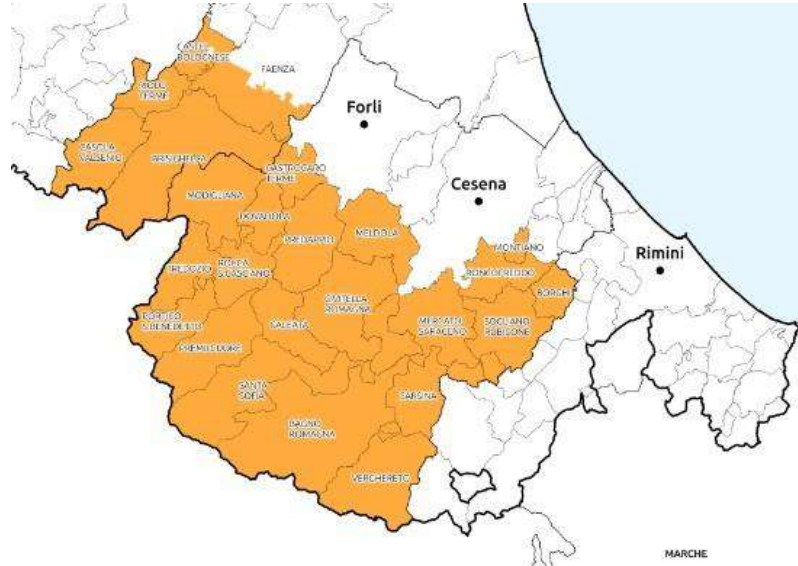 CASTEL
BOLOGNESE
FAENZA
RIOLO
TERME
Forlì
CASOLA
VALSENIO
BRISIGHELLA
CASTROCARO
TERME
MODIGLIANA
Cesena
DOVADOLA
PREDAPPIO
MELDOLA
MONTIANO
Rimini
TREDOZIO
ROCCA
S.CASCIANO
RONCOFREDDO
BORGHI
CIVITELLA
ROMAGNA
PORTICO
S.BENEDETTO
GALEATA
MERCATO
SARACENO
SOGLIANO
RUBICONE
PREMILCUORE
SANTA
SOFIA
SARSINA
BAGNO
ROMAGNA
VERGHERETO
MARCHE